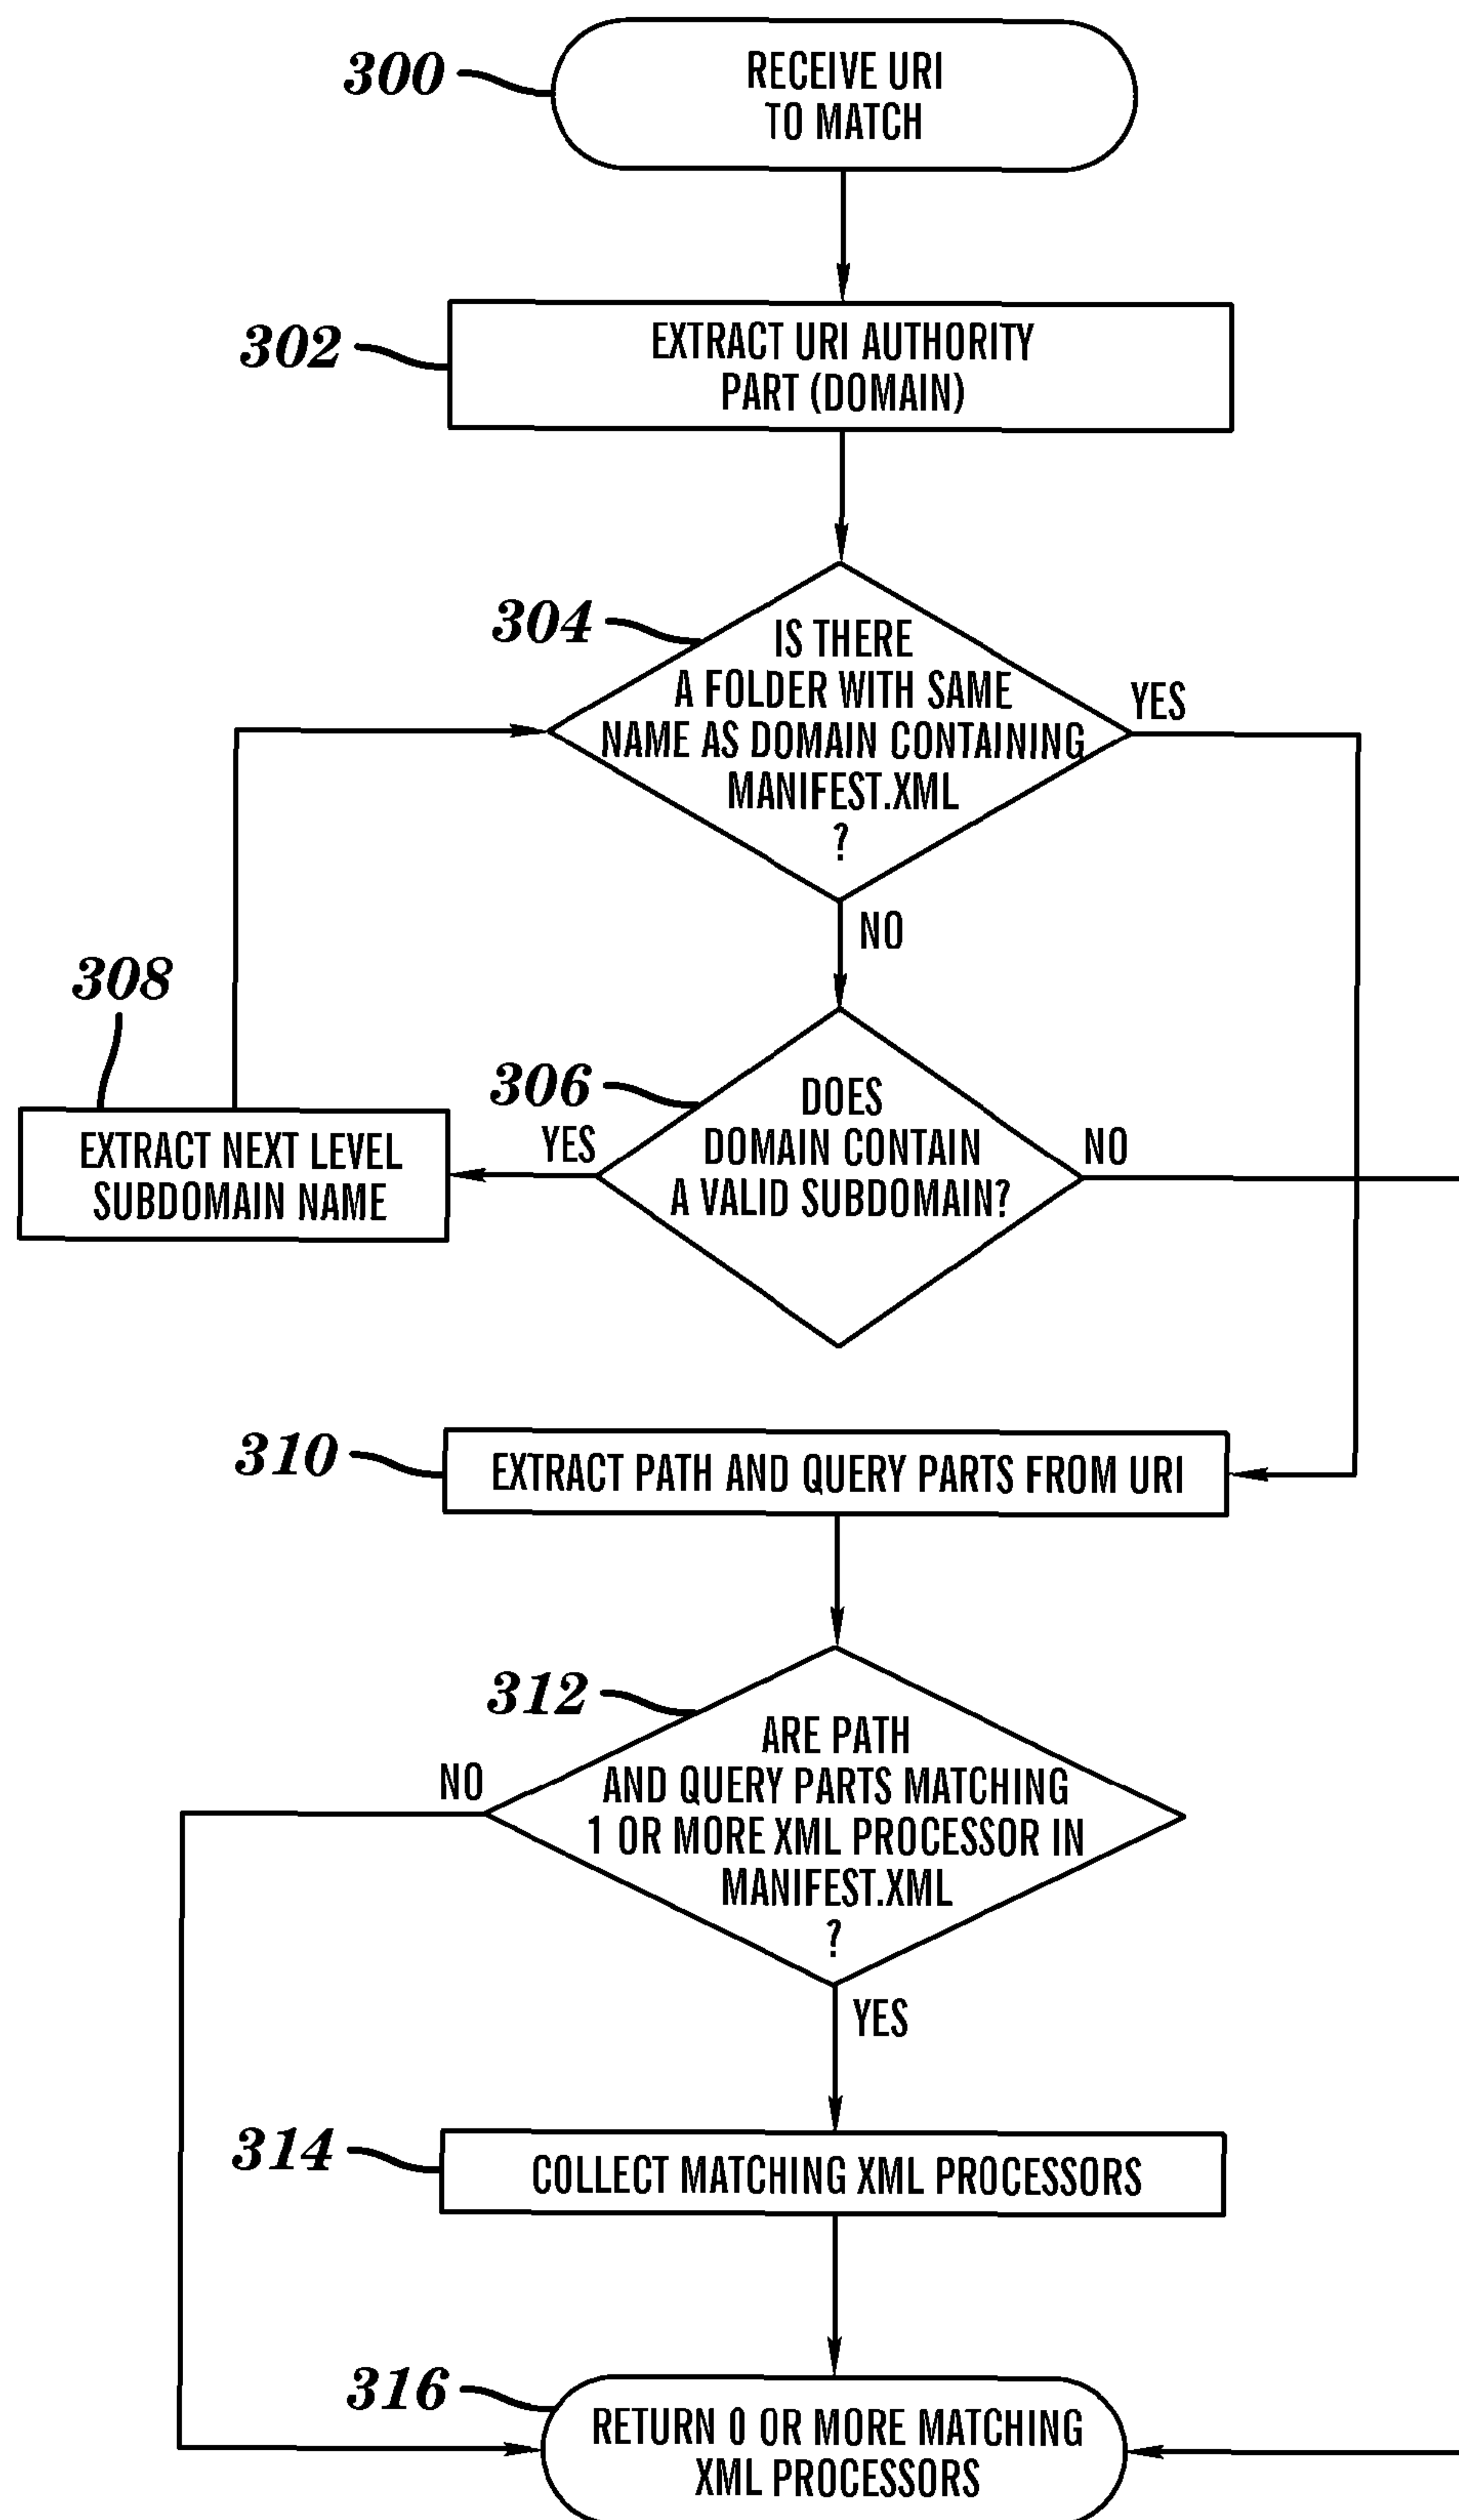 300
RECEIVE URI
TO MATCH
302
EXTRACT URI AUTHORITY
PART (DOMAIN)
304
IS THERE
A FOLDER WITH SAME
NAME AS DOMAIN CONTAINING
MANIFEST.XML
?
YES
NO
308
EXTRACT NEXT LEVEL
SUBDOMAIN NAME
306
YES
DOES
DOMAIN CONTAIN
A VALID SUBDOMAIN?
NO
310
EXTRACT PATH AND QUERY PARTS FROM URI
312
NO
ARE PATH
AND QUERY PARTS MATCHING
1 OR MORE XML PROCESSOR IN
MANIFEST.XML
?
YES
314
COLLECT MATCHING XML PROCESSORS
316
RETURN 0 OR MORE MATCHING
XML PROCESSORS